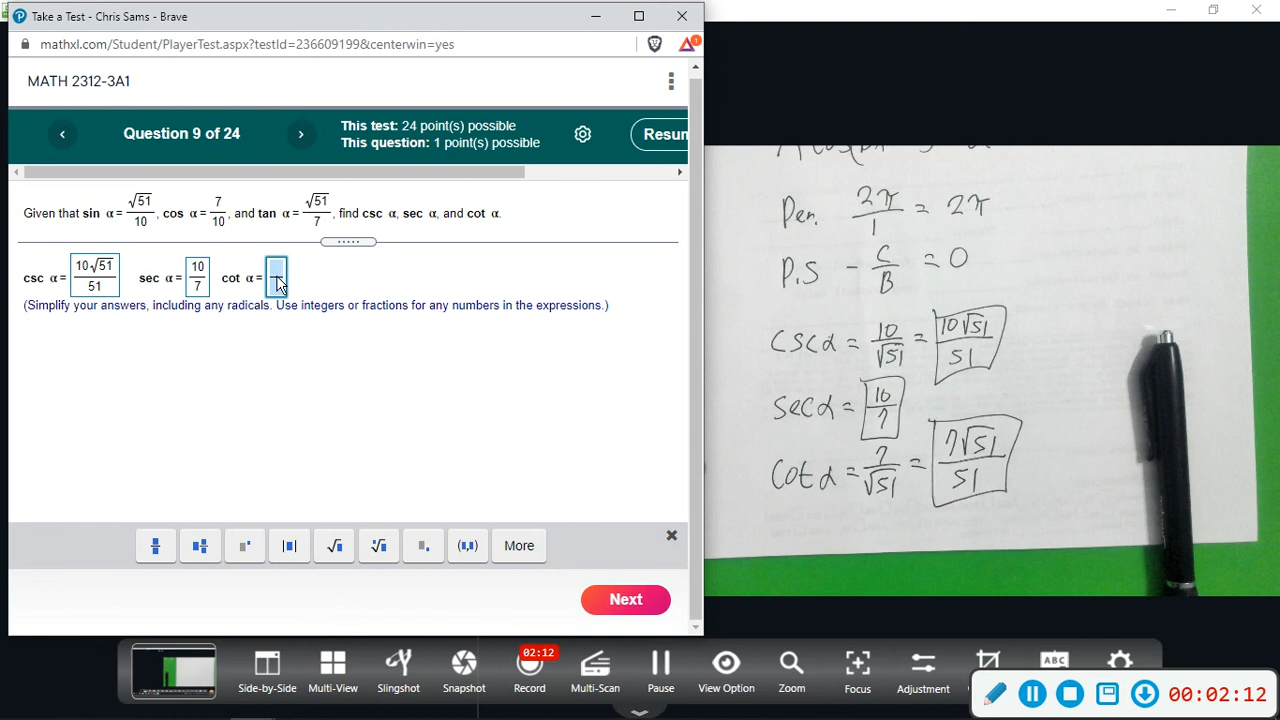 Take a Test - Chris Sams - Brave
mathxl.com/Student/PlayerTest.aspx?testId=236609199&centerwin=yes
1
MATH 2312-3A1
Question 9 of 24
This test: 24 point(s) possible
This question: 1 point(s) possible
Resum
Given that sin α = √51/10, cos α = 7/10, and tan α = √51/7, find csc α, sec α, and cot α.
csc α = 10√51/51 sec α = 10/7 cot α =
(Simplify your answers, including any radicals. Use integers or fractions for any numbers in the expressions.)
More
Next
Per. 2π/1 = 2π
P.S - C/B = 0
csc α = 10/√51 = 10√51/51
sec α = 10/7
cot α = 7/√51 = 7√51/51
Side-by-Side
Multi-View
Slingshot
Snapshot
02:12
Record
Multi-Scan
Pause
View Option
Zoom
Focus
Adjustment
ABC
00:02:12